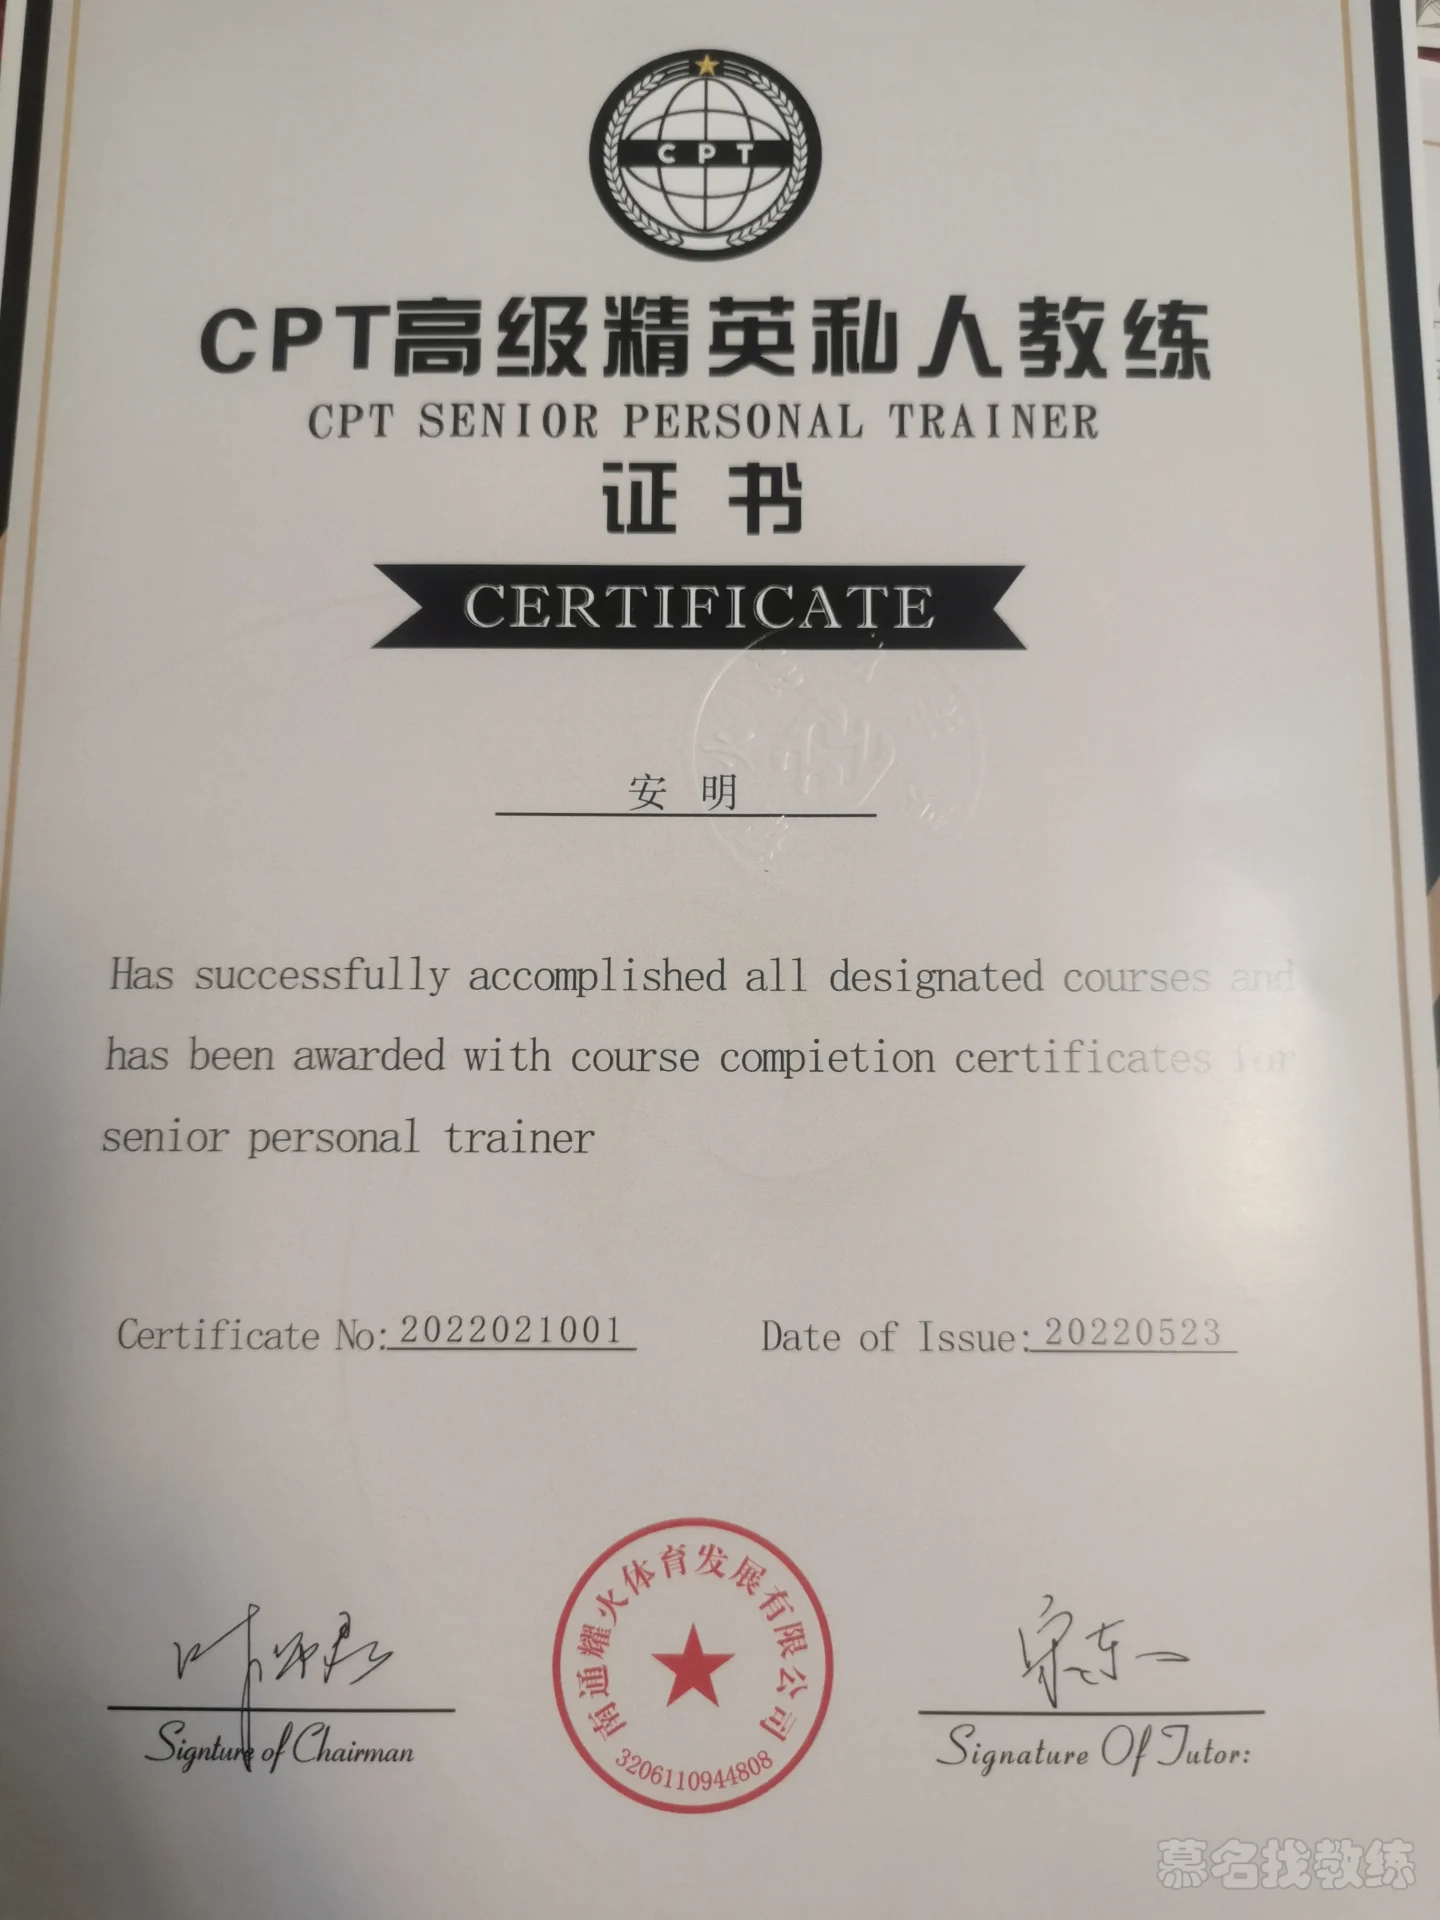 CPT
CPT高级精英私人教练
CPT SENIOR PERSONAL TRAINER
证书
CERTIFICATE
安 明
Has successfully accomplished all designated courses and
has been awarded with course compietion certificates for
senior personal trainer
Certificate No:2022021001
Date of Issue:20220523
南通耀火体育发展有限公司
3206110944808
Signture of Chairman
Signature Of Tutor:
慕名找教练